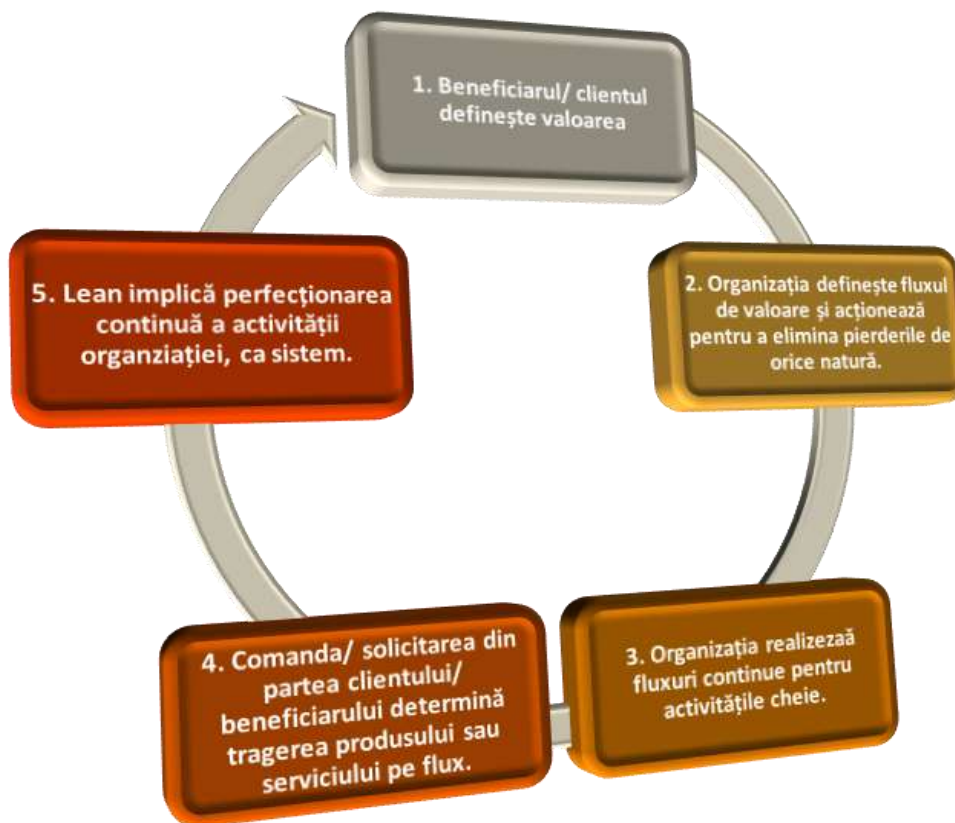 1. Beneficiarul/ clientul
definește valoarea
2. Organizația definește fluxul
de valoare și acționează
pentru a elimina pierderile de
orice natură.
3. Organizația realizezaă
fluxuri continue pentru
activitățile cheie.
4. Comanda/ solicitarea din
partea clientului/
beneficiarului determină
tragerea produsului sau
serviciului pe flux.
5. Lean implică perfecționarea
continuă a activității
organziației, ca sistem.